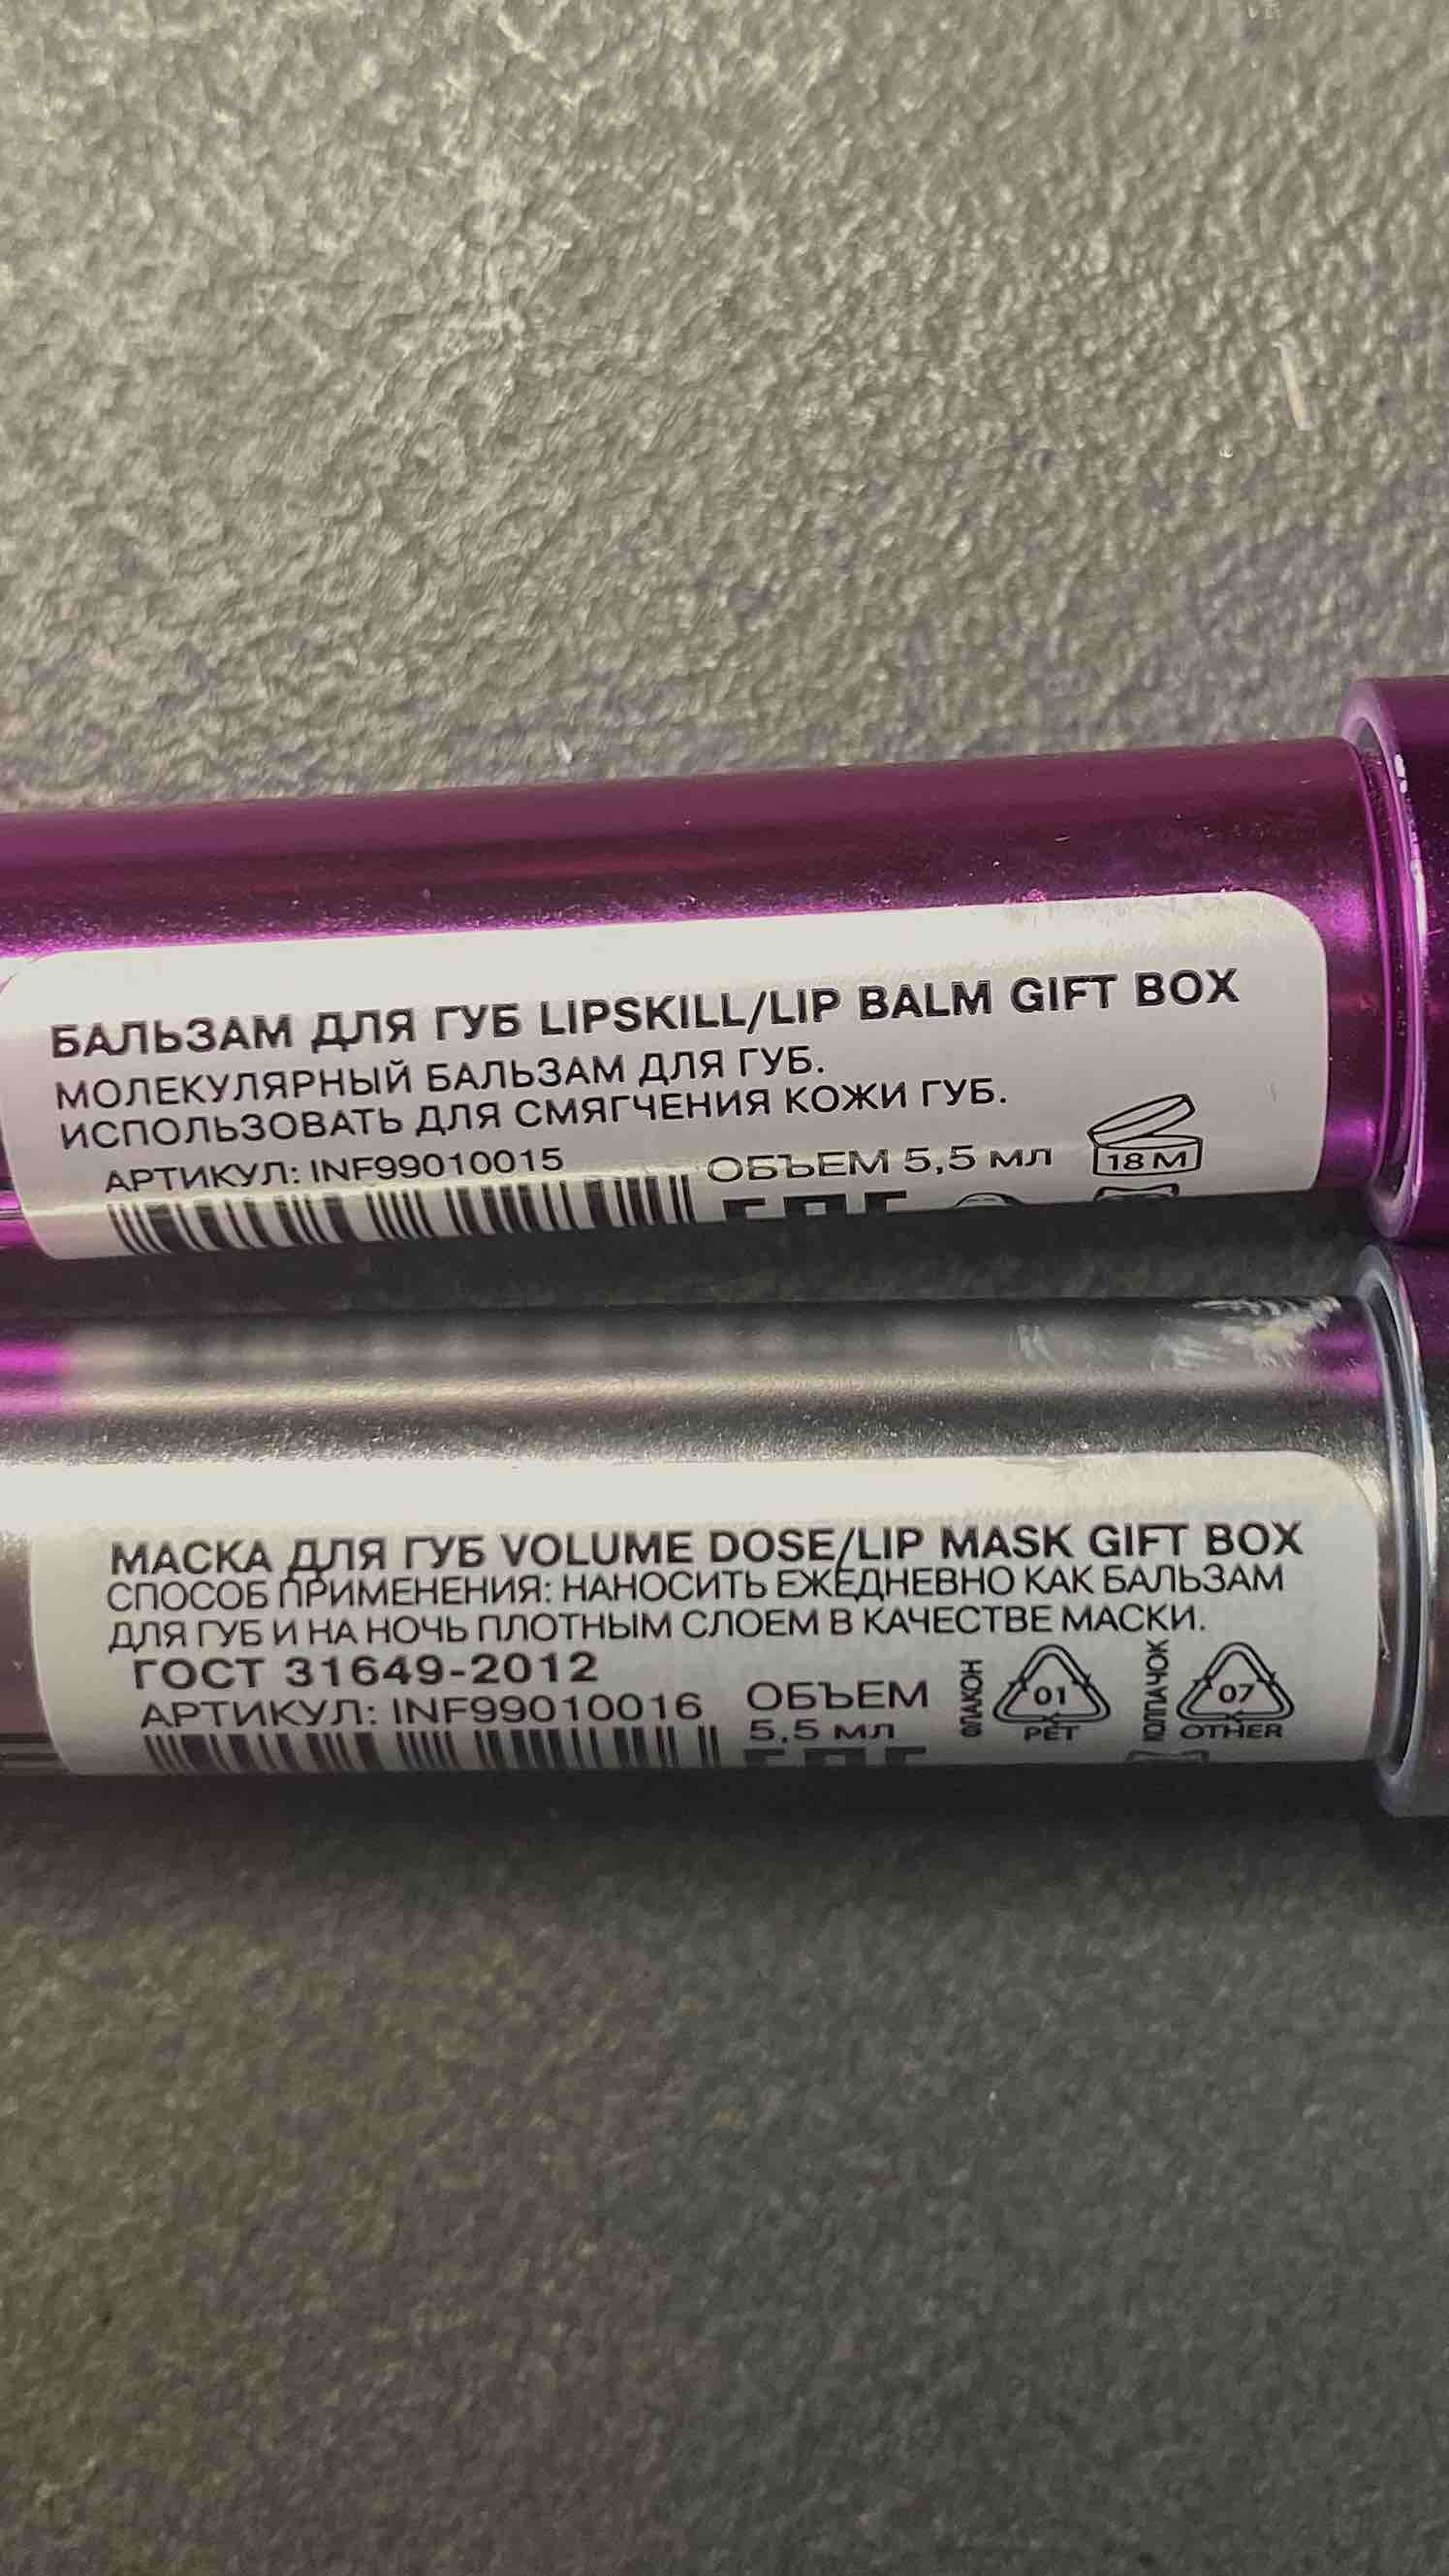 БАЛЬЗАМ ДЛЯ ГУБ LIPSKILL/LIP BALM GIFT BOX
МОЛЕКУЛЯРНЫЙ БАЛЬЗАМ ДЛЯ ГУБ.
ИСПОЛЬЗОВАТЬ ДЛЯ СМЯГЧЕНИЯ КОЖИ ГУБ.
АРТИКУЛ: INF99010015
ОБЪЕМ 5,5 мл
18 M
МАСКА ДЛЯ ГУБ VOLUME DOSE/LIP MASK GIFT BOX
СПОСОБ ПРИМЕНЕНИЯ: НАНОСИТЬ ЕЖЕДНЕВНО КАК БАЛЬЗАМ
ДЛЯ ГУБ И НА НОЧЬ ПЛОТНЫМ СЛОЕМ В КАЧЕСТВЕ МАСКИ.
ГОСТ 31649-2012
АРТИКУЛ: INF99010016
ОБЪЕМ
5,5 мл
ФЛАКОН
01
PET
КОЛПАЧОК
07
OTHER